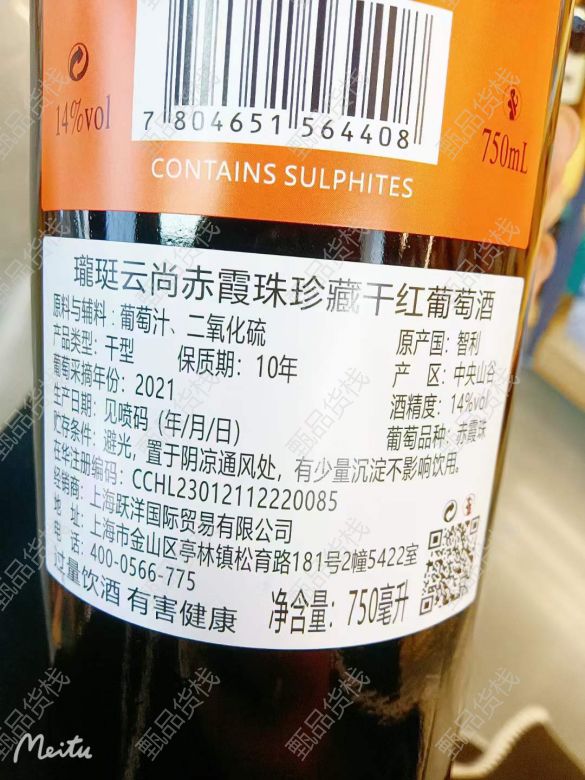 14%vol
7 804651 564408
750mL
CONTAINS SULPHITES
瓏珽云尚赤霞珠珍藏干红葡萄酒
原料与辅料：葡萄汁、二氧化硫
原产国：智利
产品类型：干型 保质期：10年
产 区：中央山谷
葡萄采摘年份：2021
酒精度：14%vol
生产日期：见喷码（年/月/日）
葡萄品种：赤霞珠
贮存条件：避光，置于阴凉通风处，有少量沉淀不影响饮用。
在华注册编码：CCHL23012112220085
经销商：上海跃洋国际贸易有限公司
地 址：上海市金山区亭林镇松育路181号2幢5422室
电 话：400-0566-775
过量饮酒 有害健康
净含量：750毫升
Meitu
甄品货栈